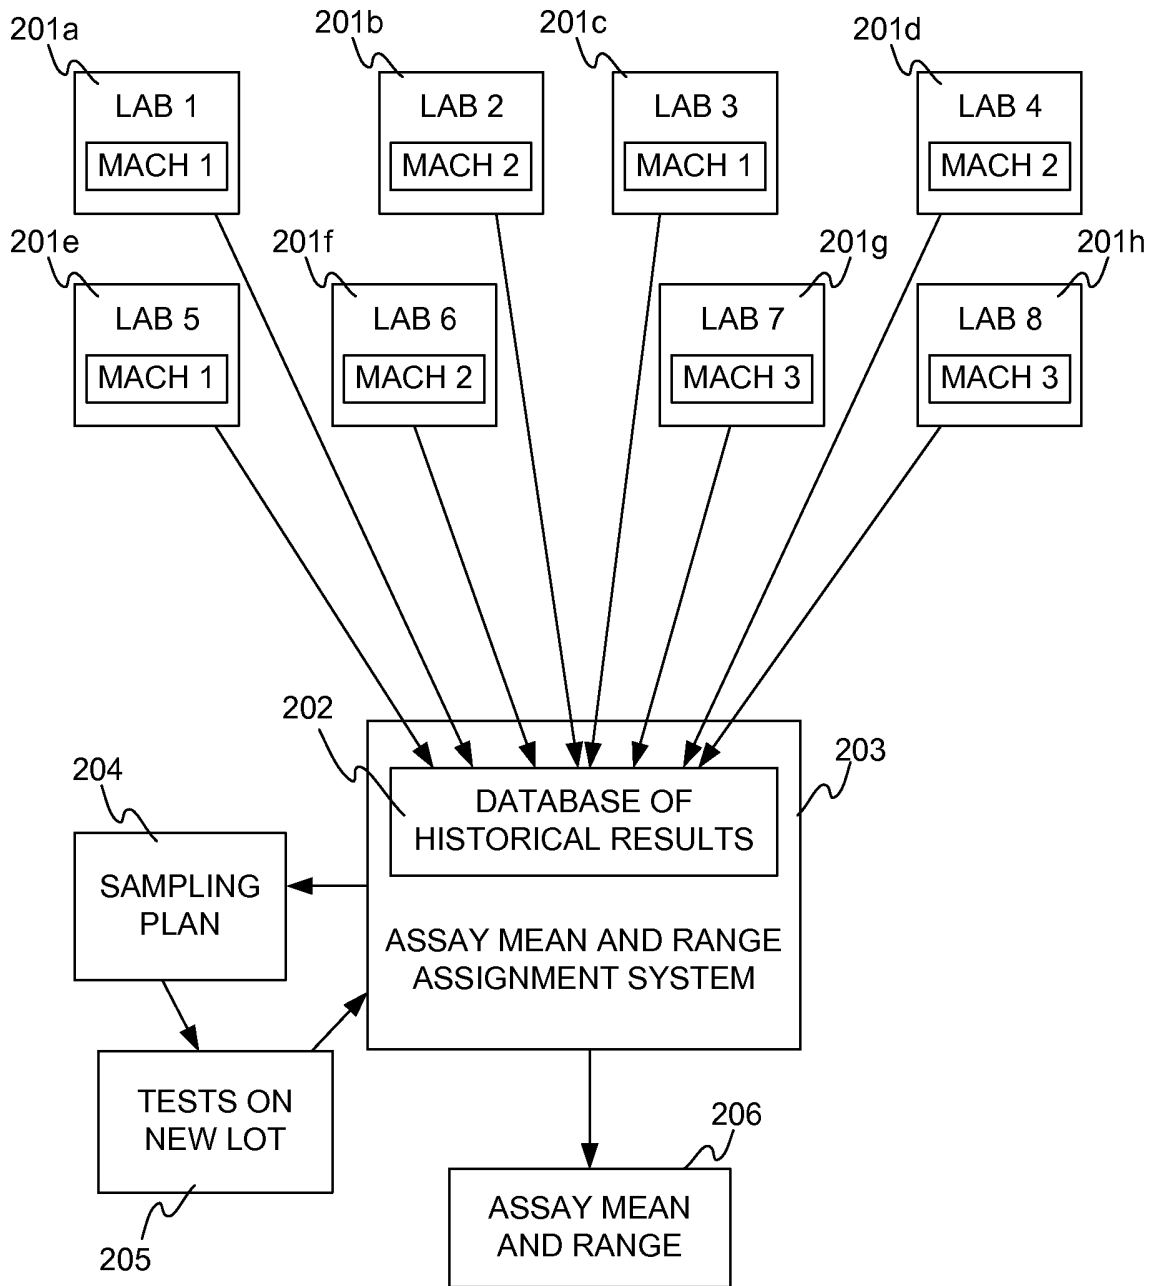 201a
201b
201c
201d
LAB 1
LAB 2
LAB 3
LAB 4
MACH 1
MACH 2
MACH 1
MACH 2
201e
201f
201g
201h
LAB 5
LAB 6
LAB 7
LAB 8
MACH 1
MACH 2
MACH 3
MACH 3
202
203
DATABASE OF
HISTORICAL RESULTS
204
SAMPLING
PLAN
ASSAY MEAN AND RANGE
ASSIGNMENT SYSTEM
TESTS ON
NEW LOT
205
206
ASSAY MEAN
AND RANGE